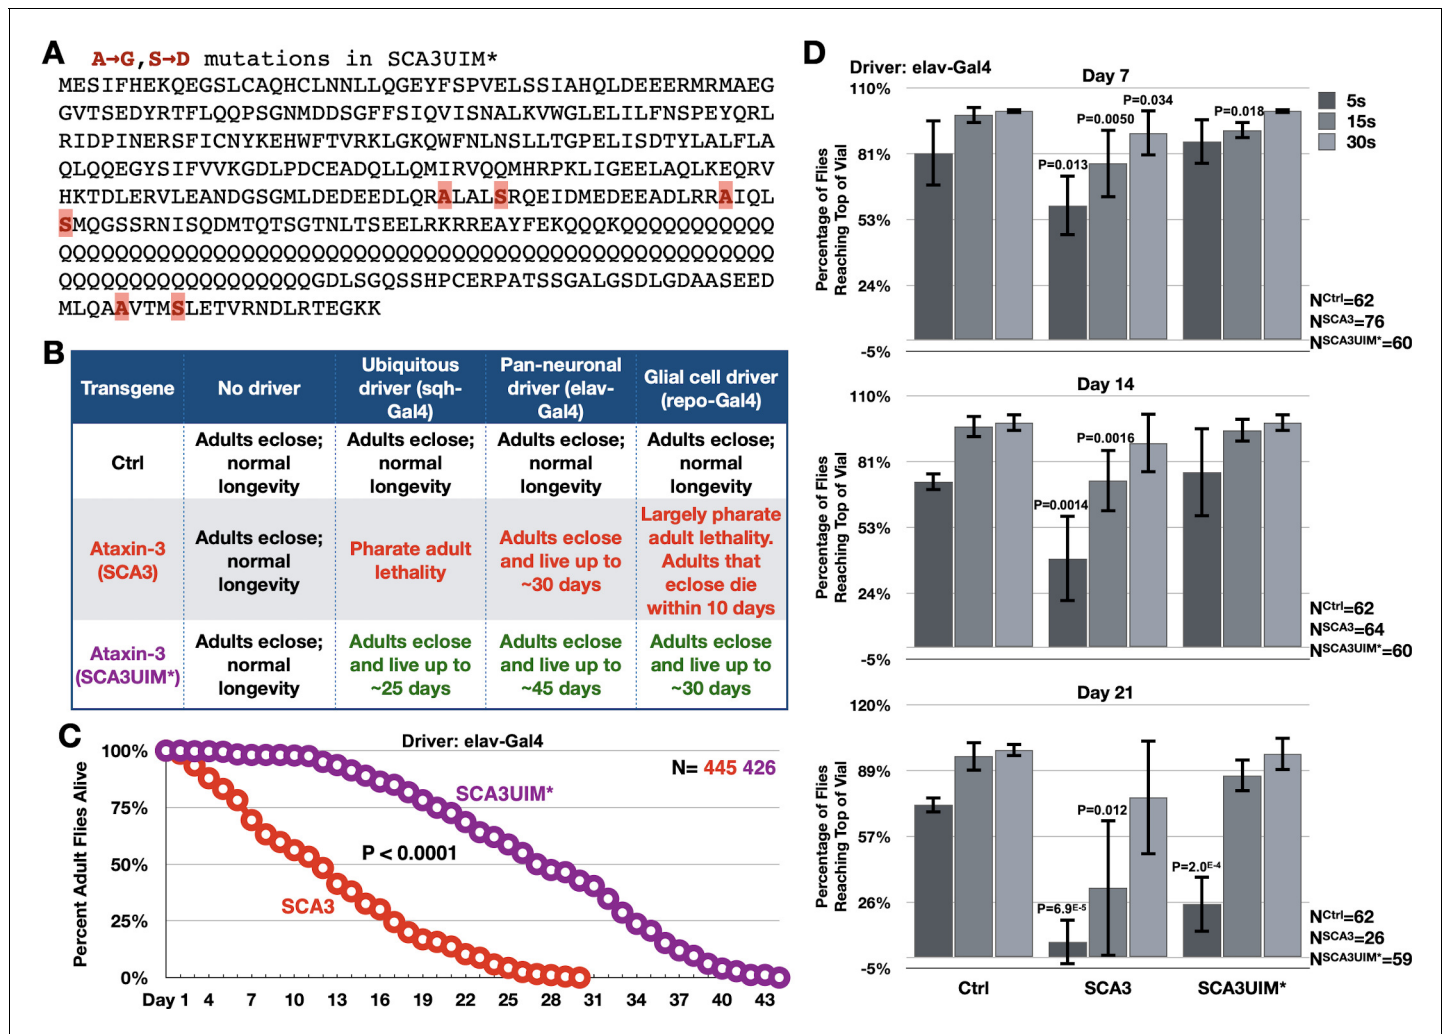 A
A→G,S→D mutations in SCA3UIM*
MESIFHEKQEGSLCAQHCLNNLLQGEYFSPVELSSIAHQLDEEERMRMAEG
GVTSEDYRTFLQQPSGNMDDSGFFSIQVISNALKVWGLELILFNSPEYQRL
RIDPINERSFICNYKEHWFTVRKLGKQWFNLNSLLTGPELISDTYLALFLA
QLQQEGYSIFVVKGDLPDCEADQLLQMIRVQQMHRPKLIGEELAQLKEQRV
HKTDLERVLEANDGSGMLDEDEEDLQRALALSRQEIDMEDEEADLRRAIQL
SMQGSSRNISQDMTQTSGTNLTSEELRKRREAYFEKQQQKQQQQQQQQQQQ
QQQQQQQQQQQQQQQQQQQQQQQQQQQQQQQQQQQQQQQQQQQQQQQQQQQ
QQQQQQQQQQQQQQQQQQGDLSGQSSHPCERPATSSGALGSDLGDAASEED
MLQAAVTMSLETVRNDLRTEGKK
B
Transgene
No driver
Ubiquitous
driver (sqh-
Gal4)
Pan-neuronal
driver (elav-
Gal4)
Glial cell driver
(repo-Gal4)
Ctrl
Adults eclose;
normal
longevity
Adults eclose;
normal
longevity
Adults eclose;
normal
longevity
Adults eclose;
normal
longevity
Ataxin-3
(SCA3)
Adults eclose;
normal
longevity
Pharate adult
lethality
Adults eclose
and live up to
~30 days
Largely pharate
adult lethality.
Adults that
eclose die
within 10 days
Ataxin-3
(SCA3UIM*)
Adults eclose;
normal
longevity
Adults eclose
and live up to
~25 days
Adults eclose
and live up to
~45 days
Adults eclose
and live up to
~30 days
C
Driver: elav-Gal4
N= 445 426
Percent Adult Flies Alive
100%
75%
50%
25%
0%
SCA3UIM*
P < 0.0001
SCA3
Day 1 4 7 10 13 16 19 22 25 28 31 34 37 40 43
D
Driver: elav-Gal4
Day 7
5s
15s
30s
Percentage of Flies
Reaching Top of Vial
110%
81%
53%
24%
-5%
P=0.013
P=0.0050
P=0.034
P=0.018
NCtrl=62
NSCA3=76
NSCA3UIM*=60
Day 14
Percentage of Flies
Reaching Top of Vial
110%
81%
53%
24%
-5%
P=0.0014
P=0.0016
NCtrl=62
NSCA3=64
NSCA3UIM*=60
Day 21
Percentage of Flies
Reaching Top of Vial
120%
89%
57%
26%
-5%
P=6.9E-5
P=0.012
P=2.0E-4
NCtrl=62
NSCA3=26
NSCA3UIM*=59
Ctrl
SCA3
SCA3UIM*